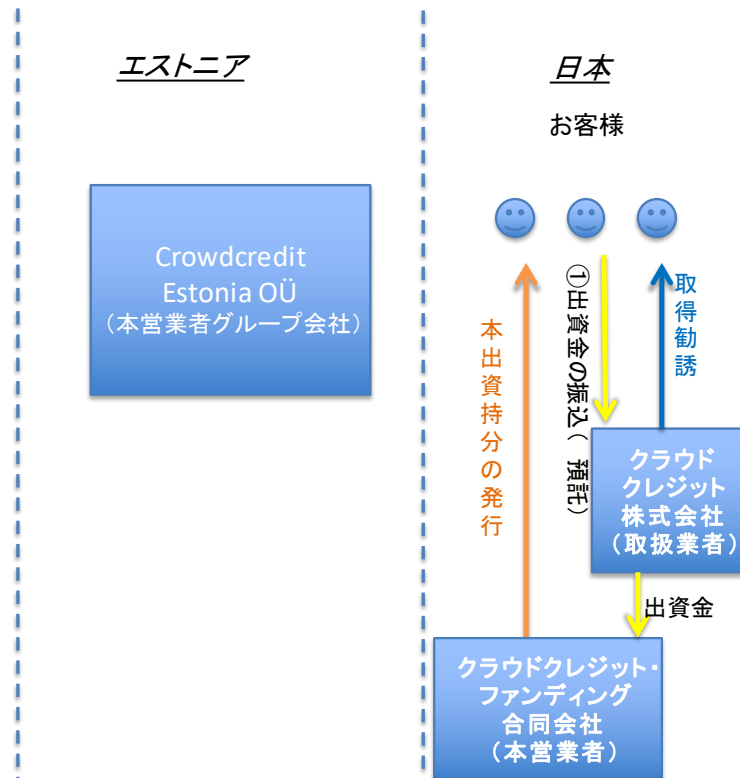 エストニア
日本
お客様
Crowdcredit
Estonia OÜ
（本営業者グループ会社）
本出資持分の発行
①出資金の振込（ 預託）
取得勧誘
クラウド
クレジット
株式会社
（取扱業者）
出資金
クラウドクレジット・
ファンディング
合同会社
（本営業者）